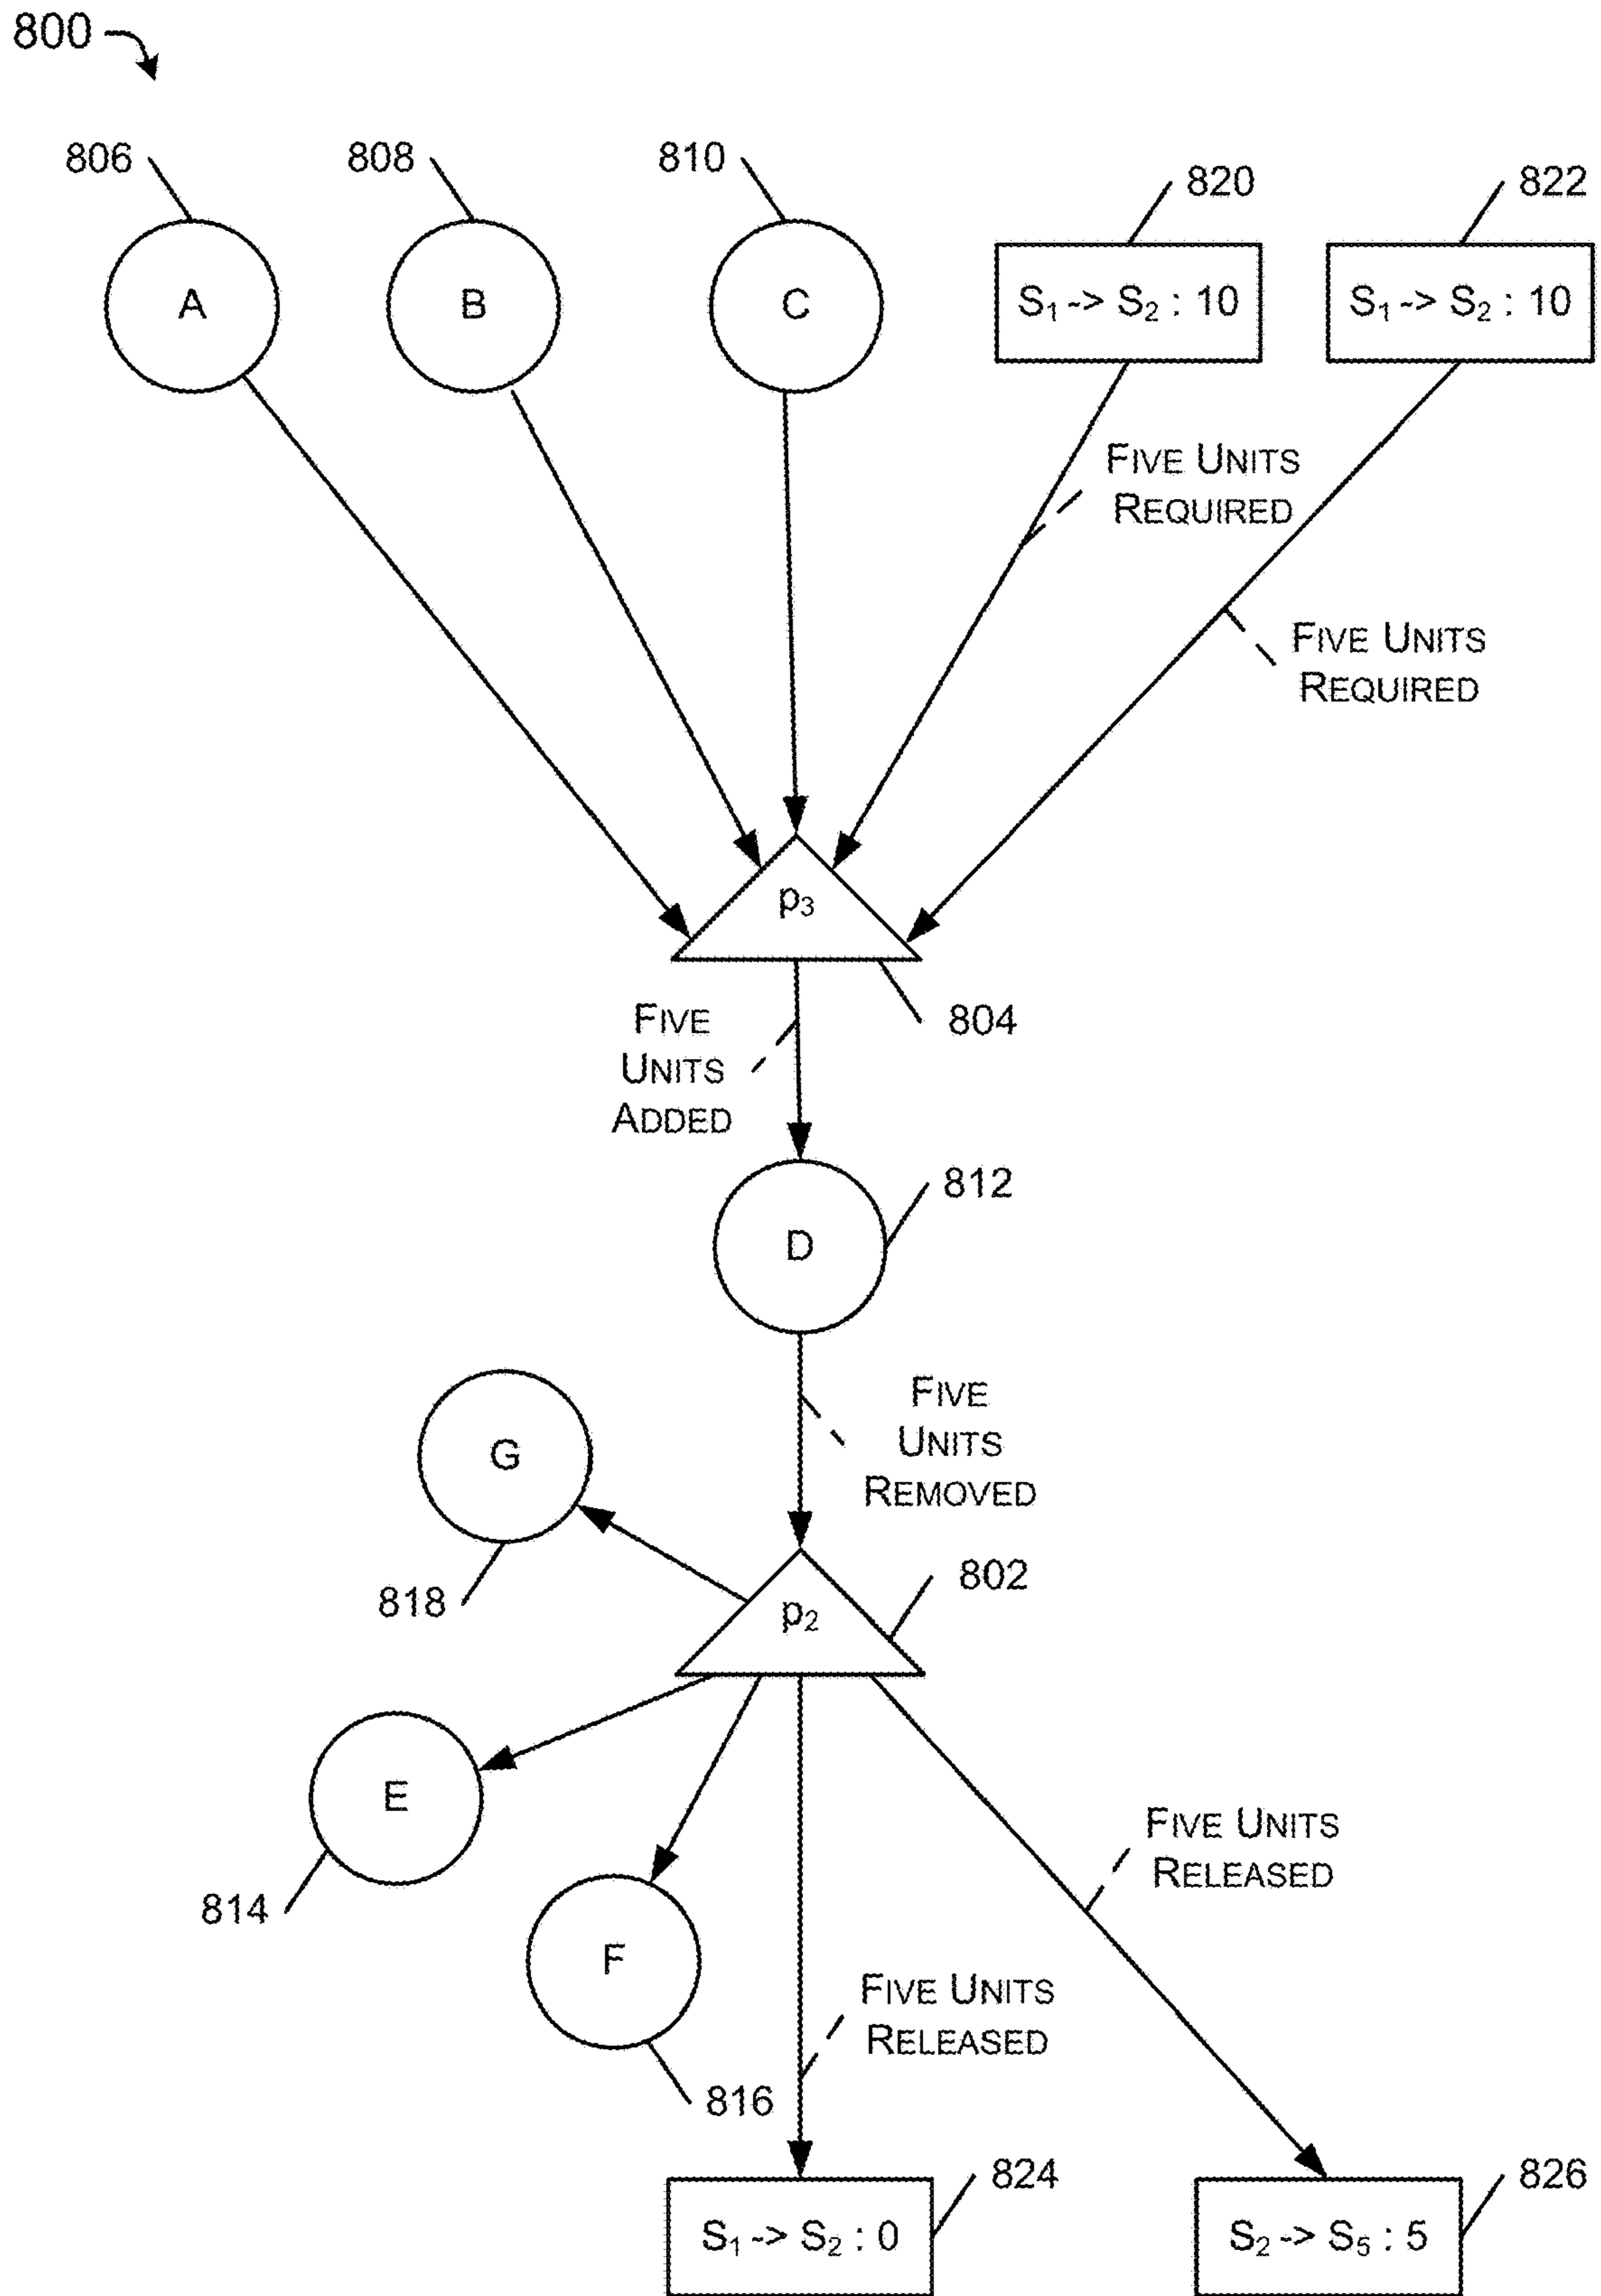 800
806
808
810
820
822
A
B
C
S₁ -> S₂ : 10
S₁ -> S₂ : 10
FIVE UNITS
REQUIRED
FIVE UNITS
REQUIRED
p₃
804
FIVE
UNITS
ADDED
812
D
FIVE
UNITS
REMOVED
G
818
802
p₂
E
814
FIVE UNITS
RELEASED
F
816
FIVE UNITS
RELEASED
824
826
S₁ -> S₂ : 0
S₂ -> S₅ : 5